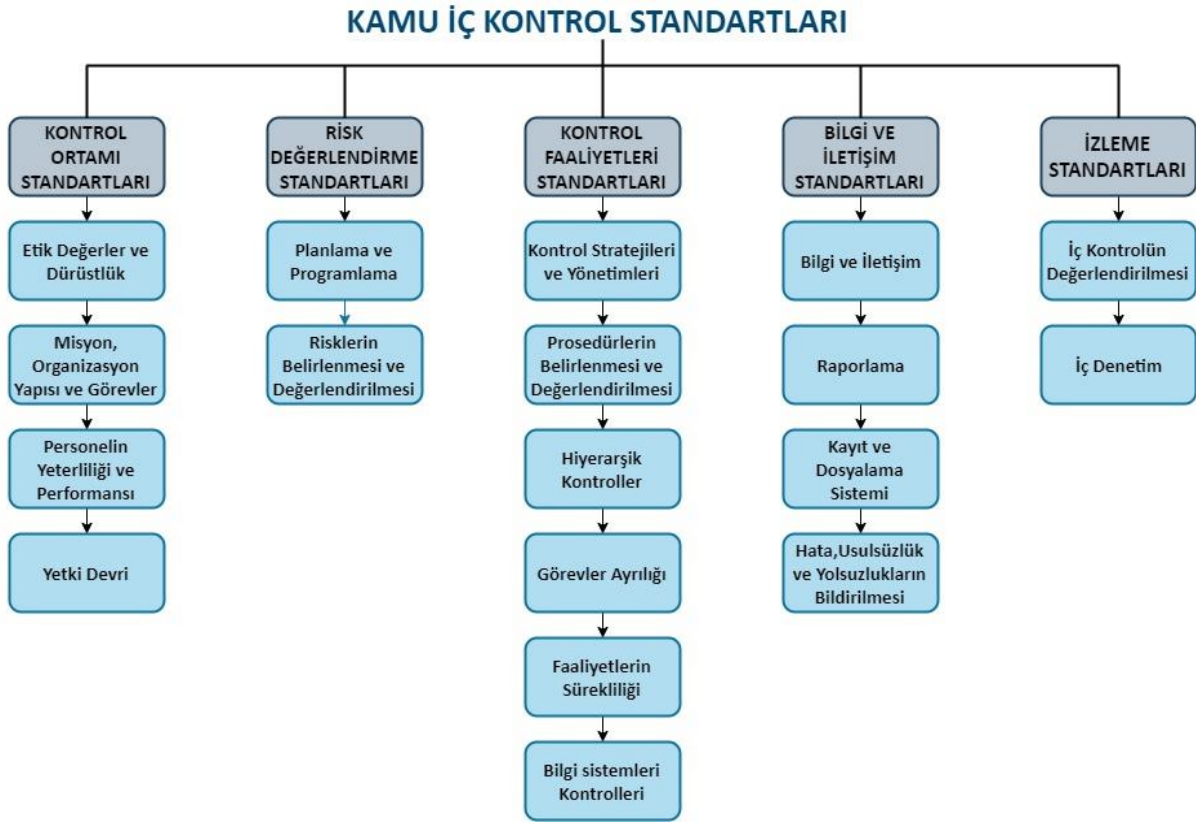 KAMU İÇ KONTROL STANDARTLARI
KONTROL
ORTAMI
STANDARTLARI
Etik Değerler ve
Dürüstlük
Misyon,
Organizasyon
Yapısı ve Görevler
Personelin
Yeterliliği ve
Performansı
Yetki Devri
RİSK
DEĞERLENDİRME
STANDARTLARI
Planlama ve
Programlama
Risklerin
Belirlenmesi ve
Değerlendirilmesi
KONTROL
FAALİYETLERİ
STANDARTLARI
Kontrol Stratejileri
ve Yönetimleri
Prosedürlerin
Belirlenmesi ve
Değerlendirilmesi
Hiyerarşik
Kontroller
Görevler Ayrılığı
Faaliyetlerin
Sürekliliği
Bilgi sistemleri
Kontrolleri
BİLGİ VE
İLETİŞİM
STANDARTLARI
Bilgi ve İletişim
Raporlama
Kayıt ve
Dosyalama
Sistemi
Hata,Usulsüzlük
ve Yolsuzlukların
Bildirilmesi
İZLEME
STANDARTLARI
İç Kontrolün
Değerlendirilmesi
İç Denetim